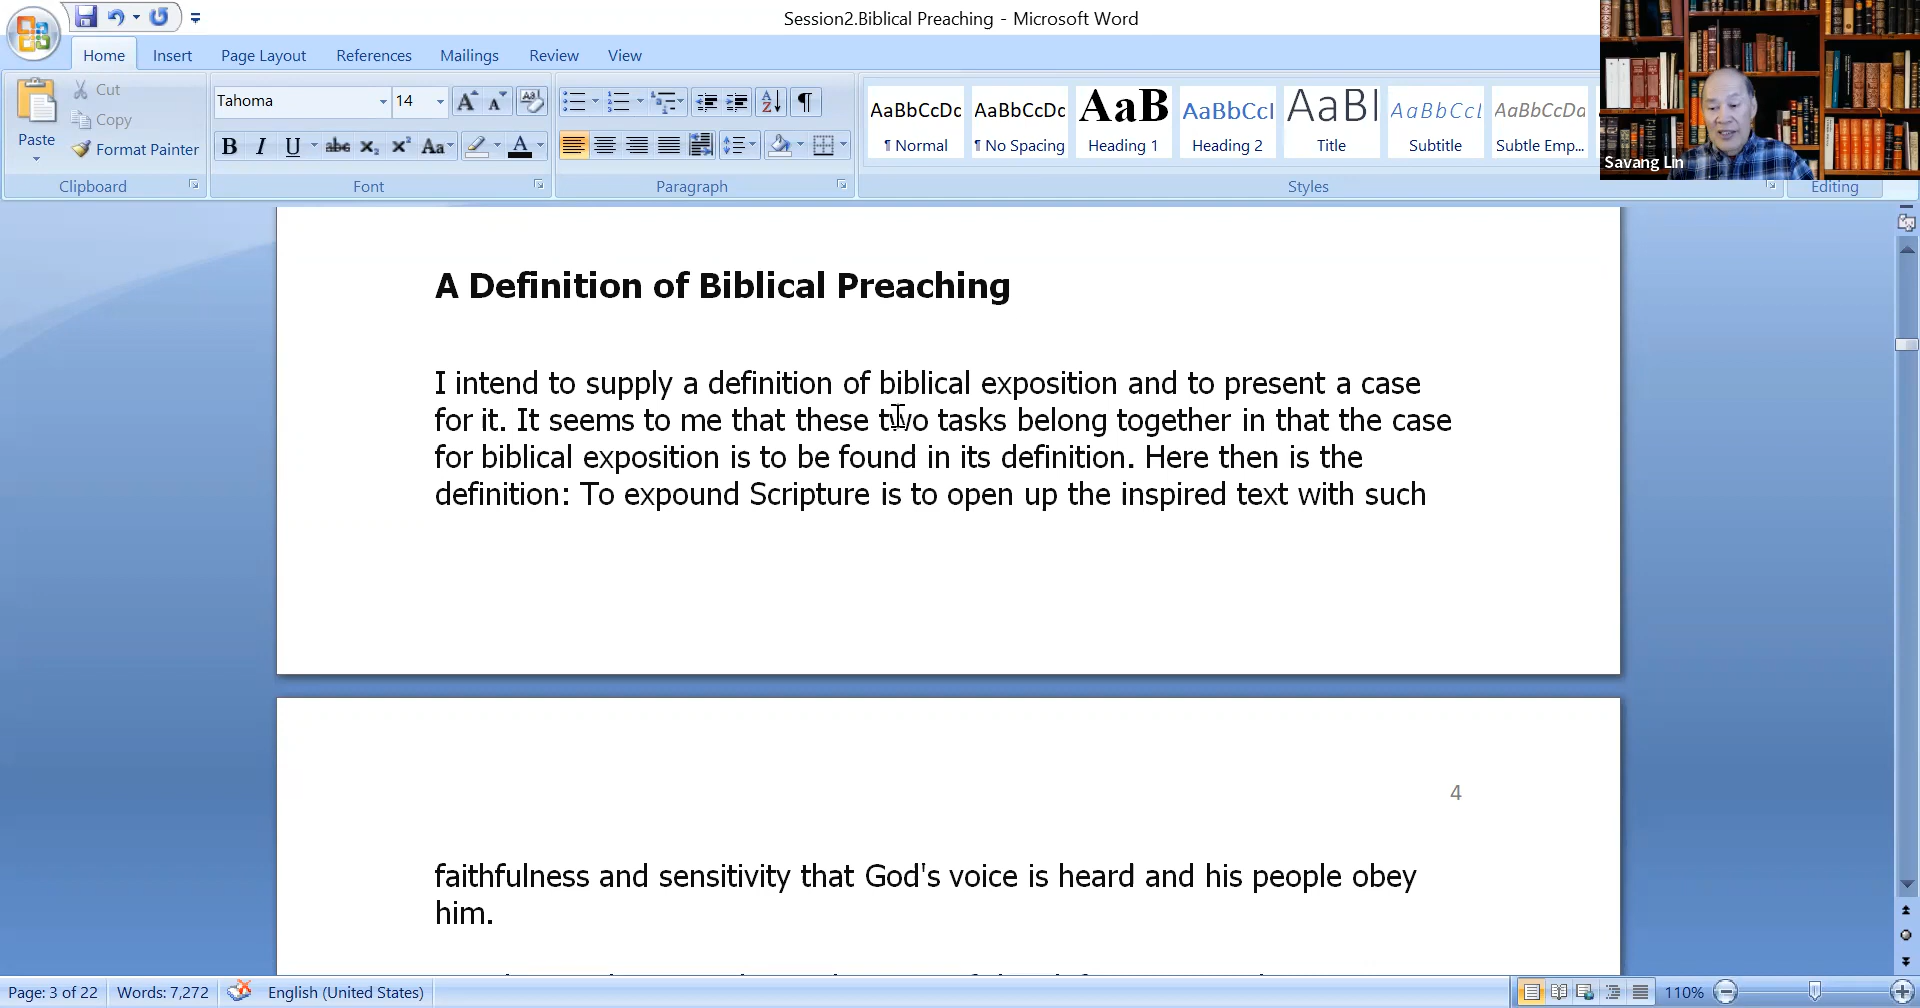 Session2.Biblical Preaching - Microsoft Word
Home Insert Page Layout References Mailings Review View
Paste
Cut
Copy
Format Painter
Clipboard
Tahoma 14
Font
Paragraph
AaBbCcDc AaBbCcDc AaB AaBbCcI AaBI AaBbCcL AaBbCcDa
¶ Normal ¶ No Spacing Heading 1 Heading 2 Title Subtitle Subtle Emp...
Styles
Editing
Savang Lin
A Definition of Biblical Preaching
I intend to supply a definition of biblical exposition and to present a case
for it. It seems to me that these two tasks belong together in that the case
for biblical exposition is to be found in its definition. Here then is the
definition: To expound Scripture is to open up the inspired text with such
4
faithfulness and sensitivity that God's voice is heard and his people obey
him.
Page: 3 of 22 Words: 7,272 English (United States) 110%